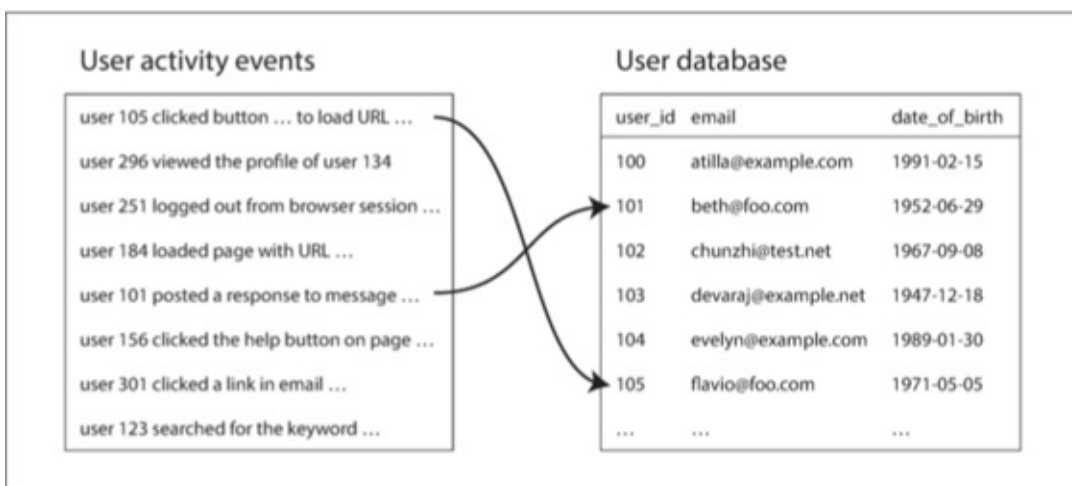 User activity events
user 105 clicked button … to load URL …
user 296 viewed the profile of user 134
user 251 logged out from browser session …
user 184 loaded page with URL …
user 101 posted a response to message …
user 156 clicked the help button on page …
user 301 clicked a link in email …
user 123 searched for the keyword …
User database
user_id email date_of_birth
100 atilla@example.com 1991-02-15
101 beth@foo.com 1952-06-29
102 chunzhi@test.net 1967-09-08
103 devaraj@example.net 1947-12-18
104 evelyn@example.com 1989-01-30
105 flavio@foo.com 1971-05-05
… … …